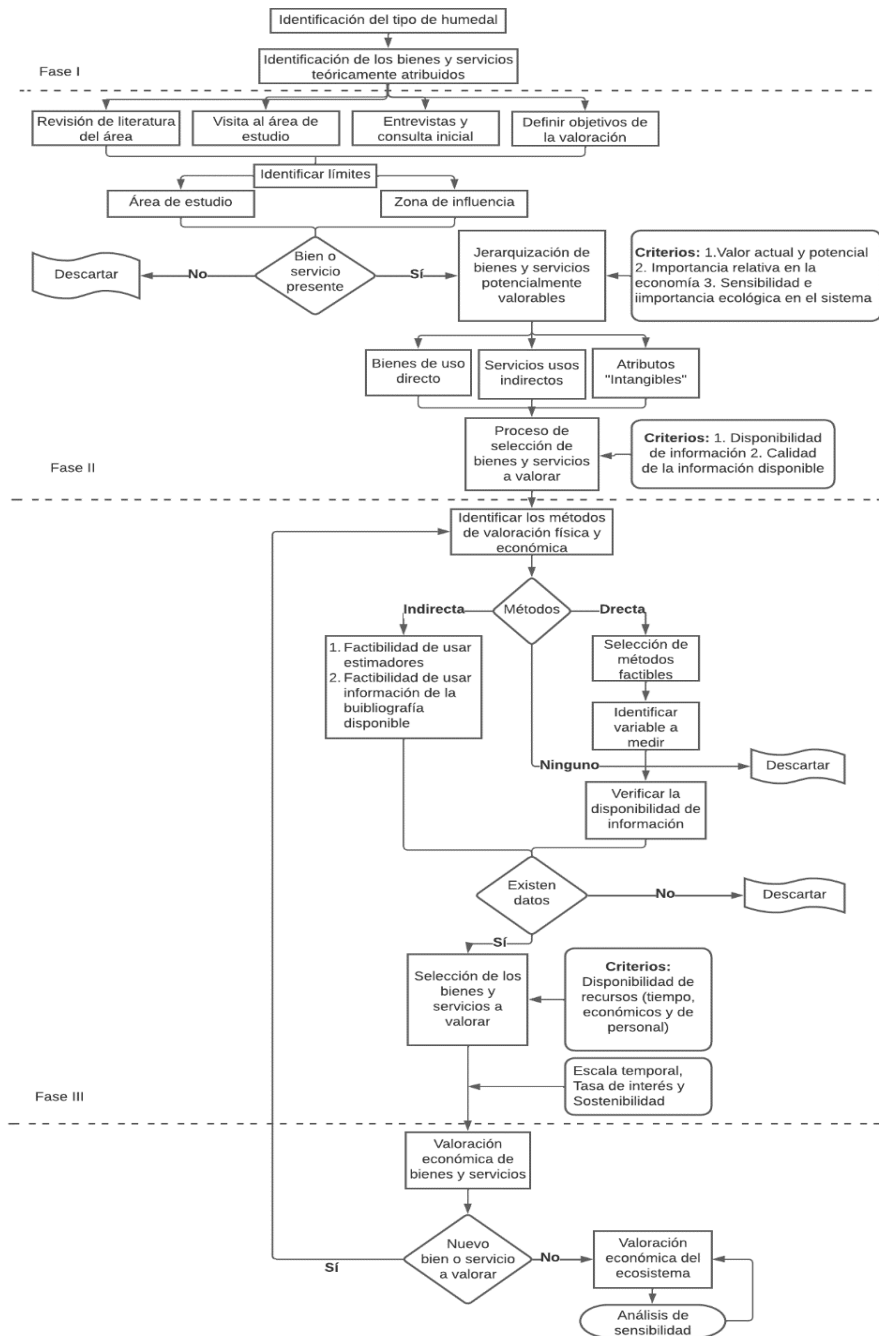 Identificación del tipo de humedal
Identificación de los bienes y servicios
teóricamente atribuidos
Fase I
Revisión de literatura
del área
Visita al área de
estudio
Entrevistas y
consulta inicial
Definir objetivos de
la valoración
Identificar límites
Área de estudio
Zona de influencia
Descartar
No
Bien o
servicio
presente
Sí
Jerarquización de
bienes y servicios
potencialmente
valorables
Criterios: 1.Valor actual y potencial
2. Importancia relativa en la
economía 3. Sensibilidad e
iimportancia ecológica en el sistema
Bienes de uso
directo
Servicios usos
indirectos
Atributos
"Intangibles"
Proceso de
selección de
bienes y servicios
a valorar
Criterios: 1. Disponibilidad
de información 2. Calidad
de la información disponible
Fase II
Identificar los métodos
de valoración física y
económica
Indirecta
Métodos
Drecta
1. Factibilidad de usar
estimadores
2. Factibilidad de usar
información de la
buibliografía
disponible
Selección de
métodos
factibles
Identificar
variable a
medir
Ninguno
Descartar
Verificar la
disponibilidad de
información
Existen
datos
No
Descartar
Sí
Selección de los
bienes y
servicios a
valorar
Criterios:
Disponibilidad de
recursos (tiempo,
económicos y de
personal)
Escala temporal,
Tasa de interés y
Sostenibilidad
Fase III
Valoración
económica de
bienes y servicios
Sí
Nuevo
bien o servicio
a valorar
No
Valoración
económica del
ecosistema
Análisis de
sensibilidad